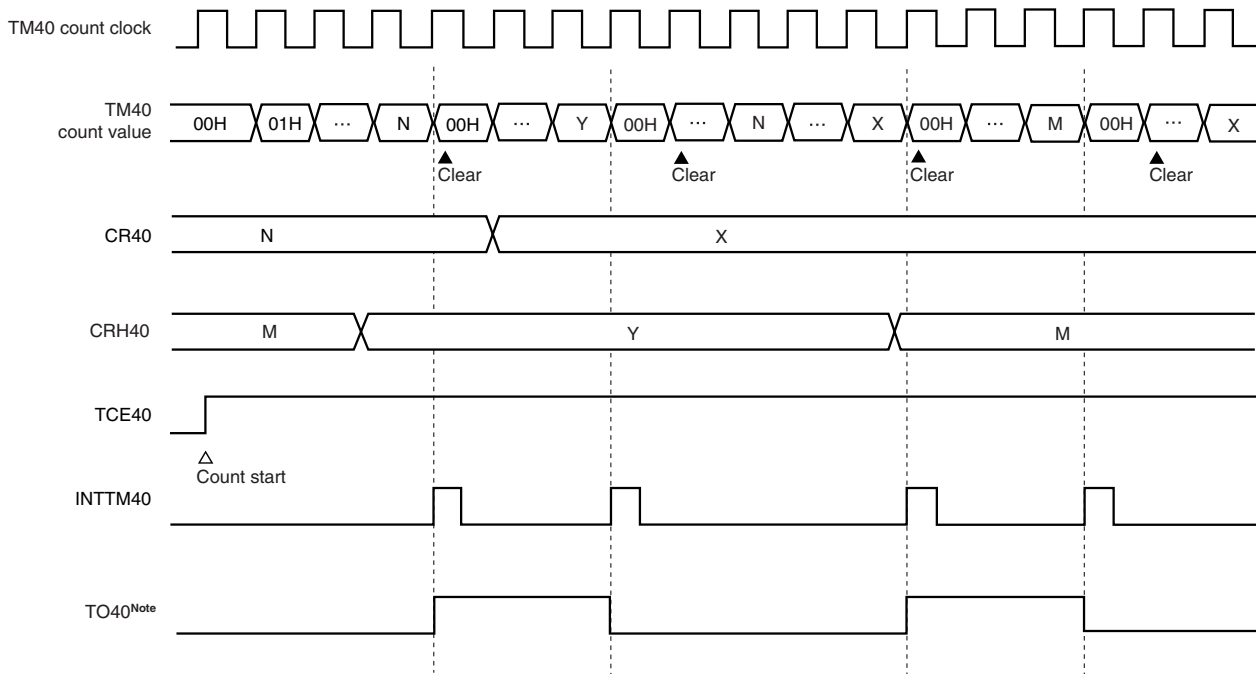 TM40 count clock
TM40
count value
00H 01H ... N 00H ... Y 00H ... N ... X 00H ... M 00H ... X
Clear Clear Clear Clear
CR40 N X
CRH40 M Y M
TCE40
Count start
INTTM40
TO40Note